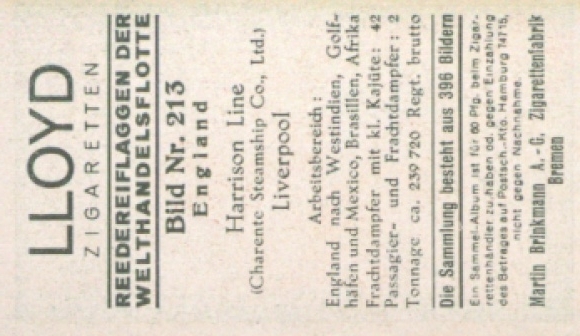 LLOYD
ZIGARETTEN
REEDEREIFLAGGEN DER
WELTHANDELSFLOTTE
Bild Nr. 213
England
Harrison Line
(Charente Steamship Co., Ltd.)
Liverpool
Arbeitsbereich:
England nach Westindien, Golf-
häfen und Mexico, Brasilien, Afrika
Frachtdampfer mit kl. Kajüte: 42
Passagier- und Frachtdampfer: 2
Tonnage ca. 239 720 Regt. brutto
Die Sammlung besteht aus 396 Bildern
Ein Sammel-Album ist für 60 Pfg. beim Zigar-
rettenhändler zu haben od. gegen Einzahlung
des Betrages auf Postsch.-Kto. Hamburg 74715,
nicht gegen Nachnahme.
Martin Brinkmann A.-G. Zigarettenfabrik
Bremen